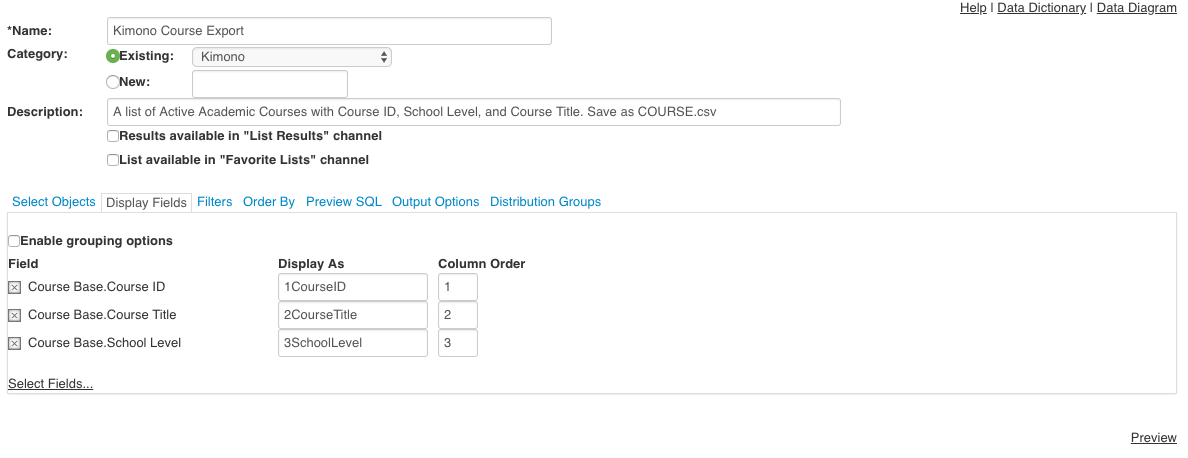 Help | Data Dictionary | Data Diagram
*Name: Kimono Course Export
Category: Existing: Kimono
New:
Description: A list of Active Academic Courses with Course ID, School Level, and Course Title. Save as COURSE.csv
Results available in "List Results" channel
List available in "Favorite Lists" channel
Select Objects Display Fields Filters Order By Preview SQL Output Options Distribution Groups
Enable grouping options
Field Display As Column Order
Course Base.Course ID 1CourseID 1
Course Base.Course Title 2CourseTitle 2
Course Base.School Level 3SchoolLevel 3
Select Fields...
Preview